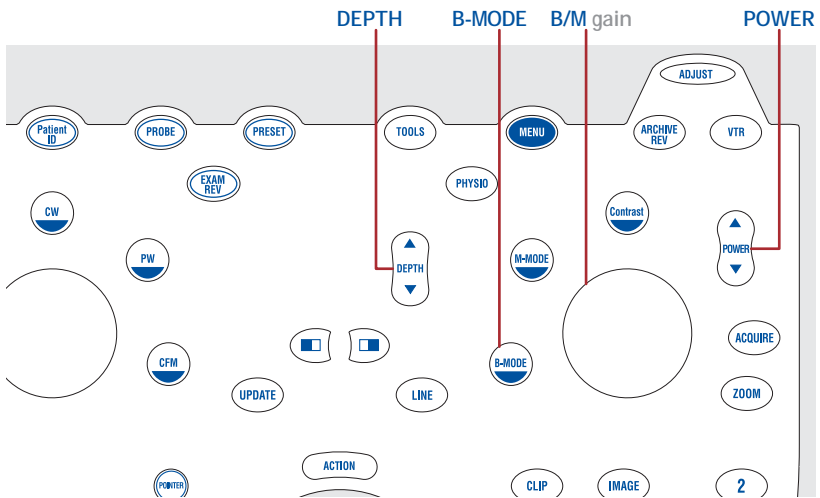 DEPTH B-MODE B/M gain POWER
ADJUST
Patient
ID
PROBE
PRESET
TOOLS
MENU
ARCHIVE
REV
VTR
EXAM
REV
PHYSIO
CW
Contrast
PW
DEPTH
M-MODE
POWER
ACQUIRE
CFM
B-MODE
UPDATE
LINE
ZOOM
ACTION
POINTER
CLIP
IMAGE
2